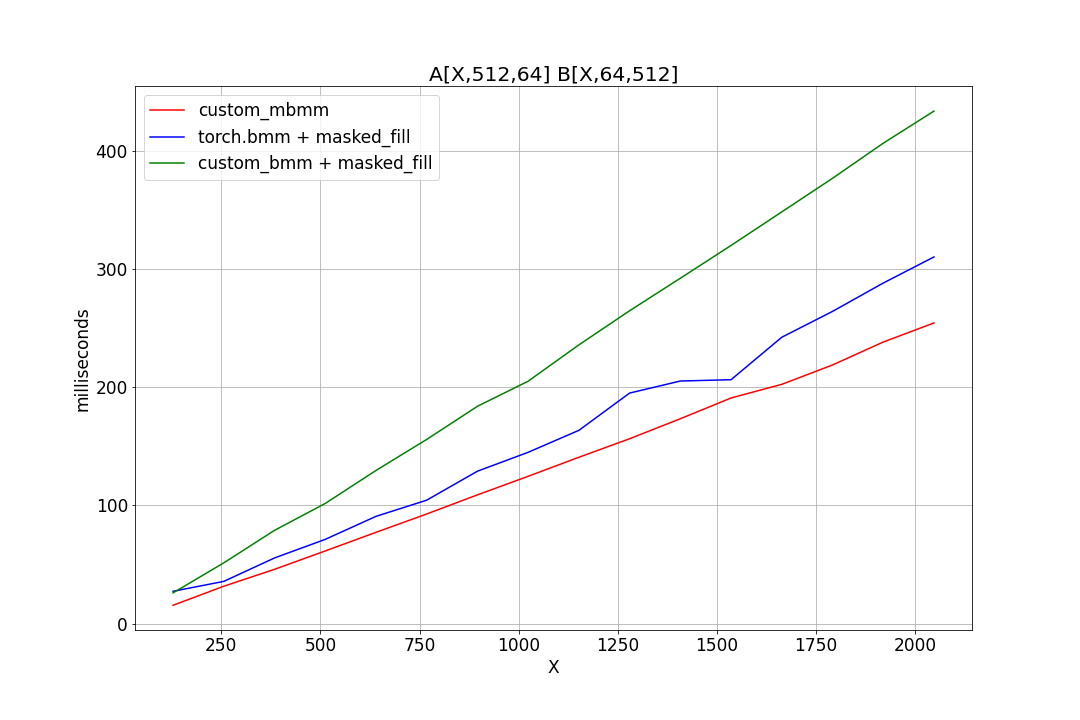 A[X,512,64] B[X,64,512]
custom_mbmm
torch.bmm + masked_fill
custom_bmm + masked_fill
milliseconds
400
300
200
100
0
250 500 750 1000 1250 1500 1750 2000
X